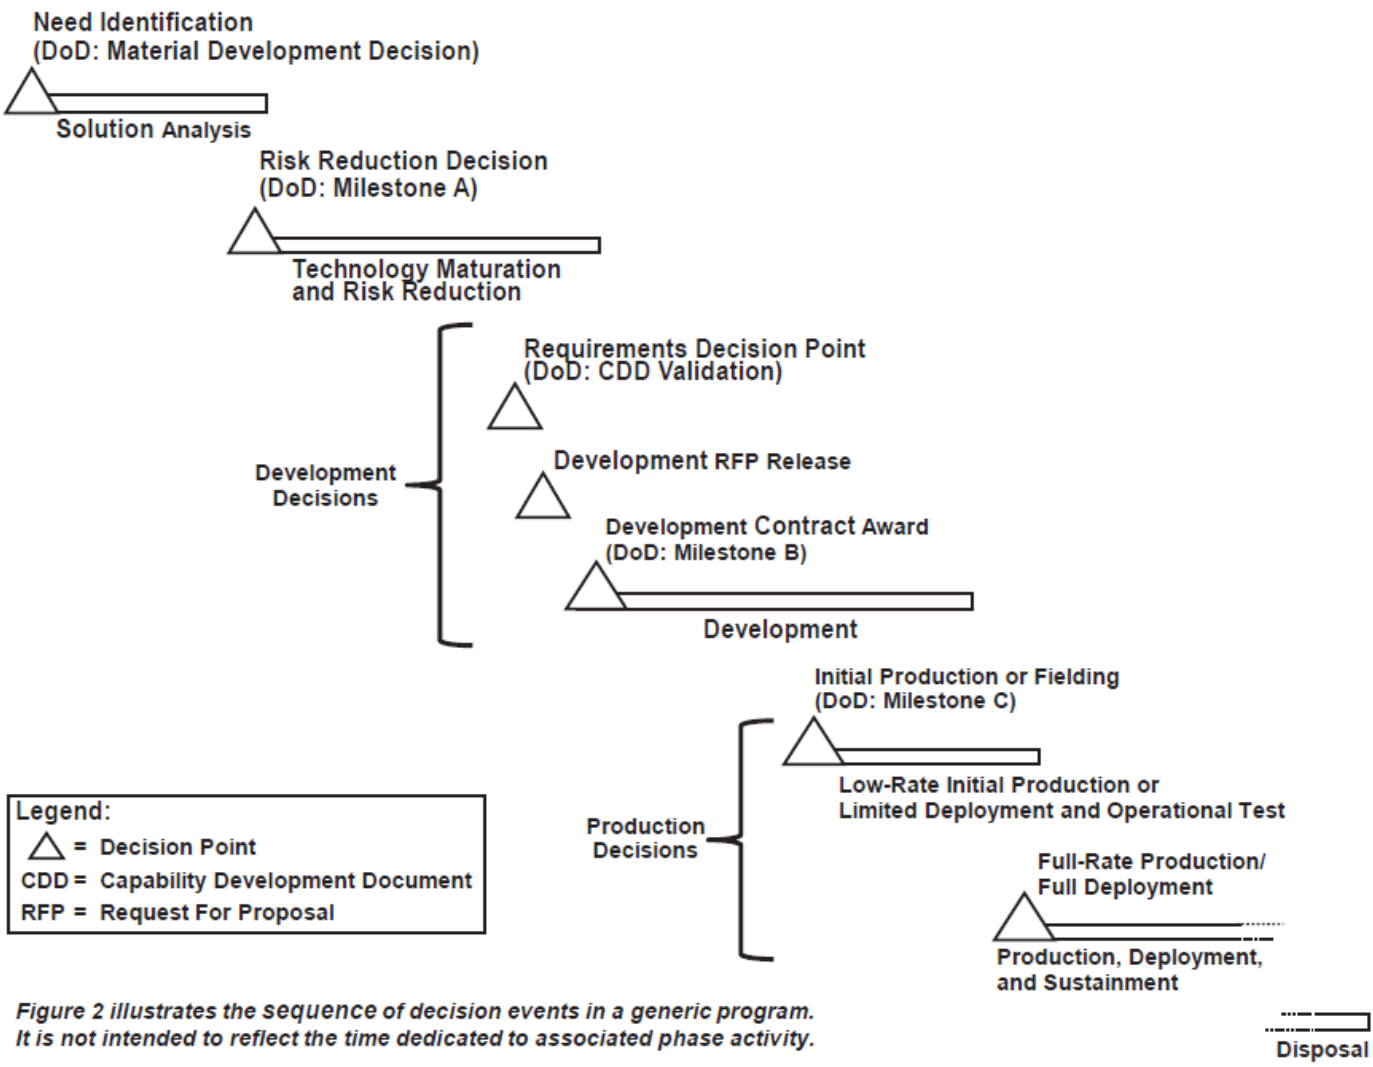 Need Identification
(DoD: Material Development Decision)
Solution Analysis
Risk Reduction Decision
(DoD: Milestone A)
Technology Maturation
and Risk Reduction
Requirements Decision Point
(DoD: CDD Validation)
Development RFP Release
Development
Decisions
Development Contract Award
(DoD: Milestone B)
Development
Initial Production or Fielding
(DoD: Milestone C)
Low-Rate Initial Production or
Limited Deployment and Operational Test
Production
Decisions
Full-Rate Production/
Full Deployment
Production, Deployment,
and Sustainment
Legend:
= Decision Point
CDD = Capability Development Document
RFP = Request For Proposal
Figure 2 illustrates the sequence of decision events in a generic program.
It is not intended to reflect the time dedicated to associated phase activity.
Disposal